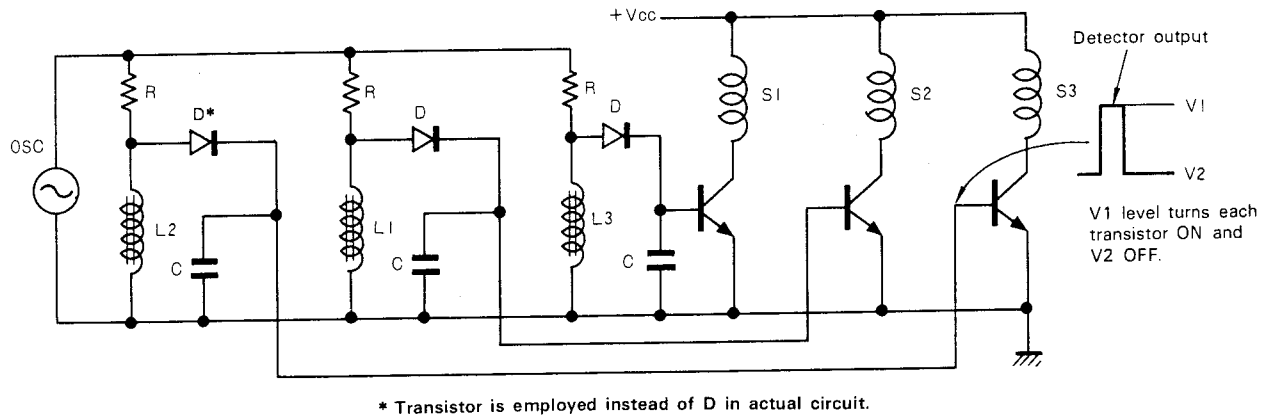 +Vcc
Detector output
R
R
R
S1
S2
S3
D*
D
D
V1
OSC
V2
L2
L1
L3
C
C
C
V1 level turns each
transistor ON and
V2 OFF.
* Transistor is employed instead of D in actual circuit.